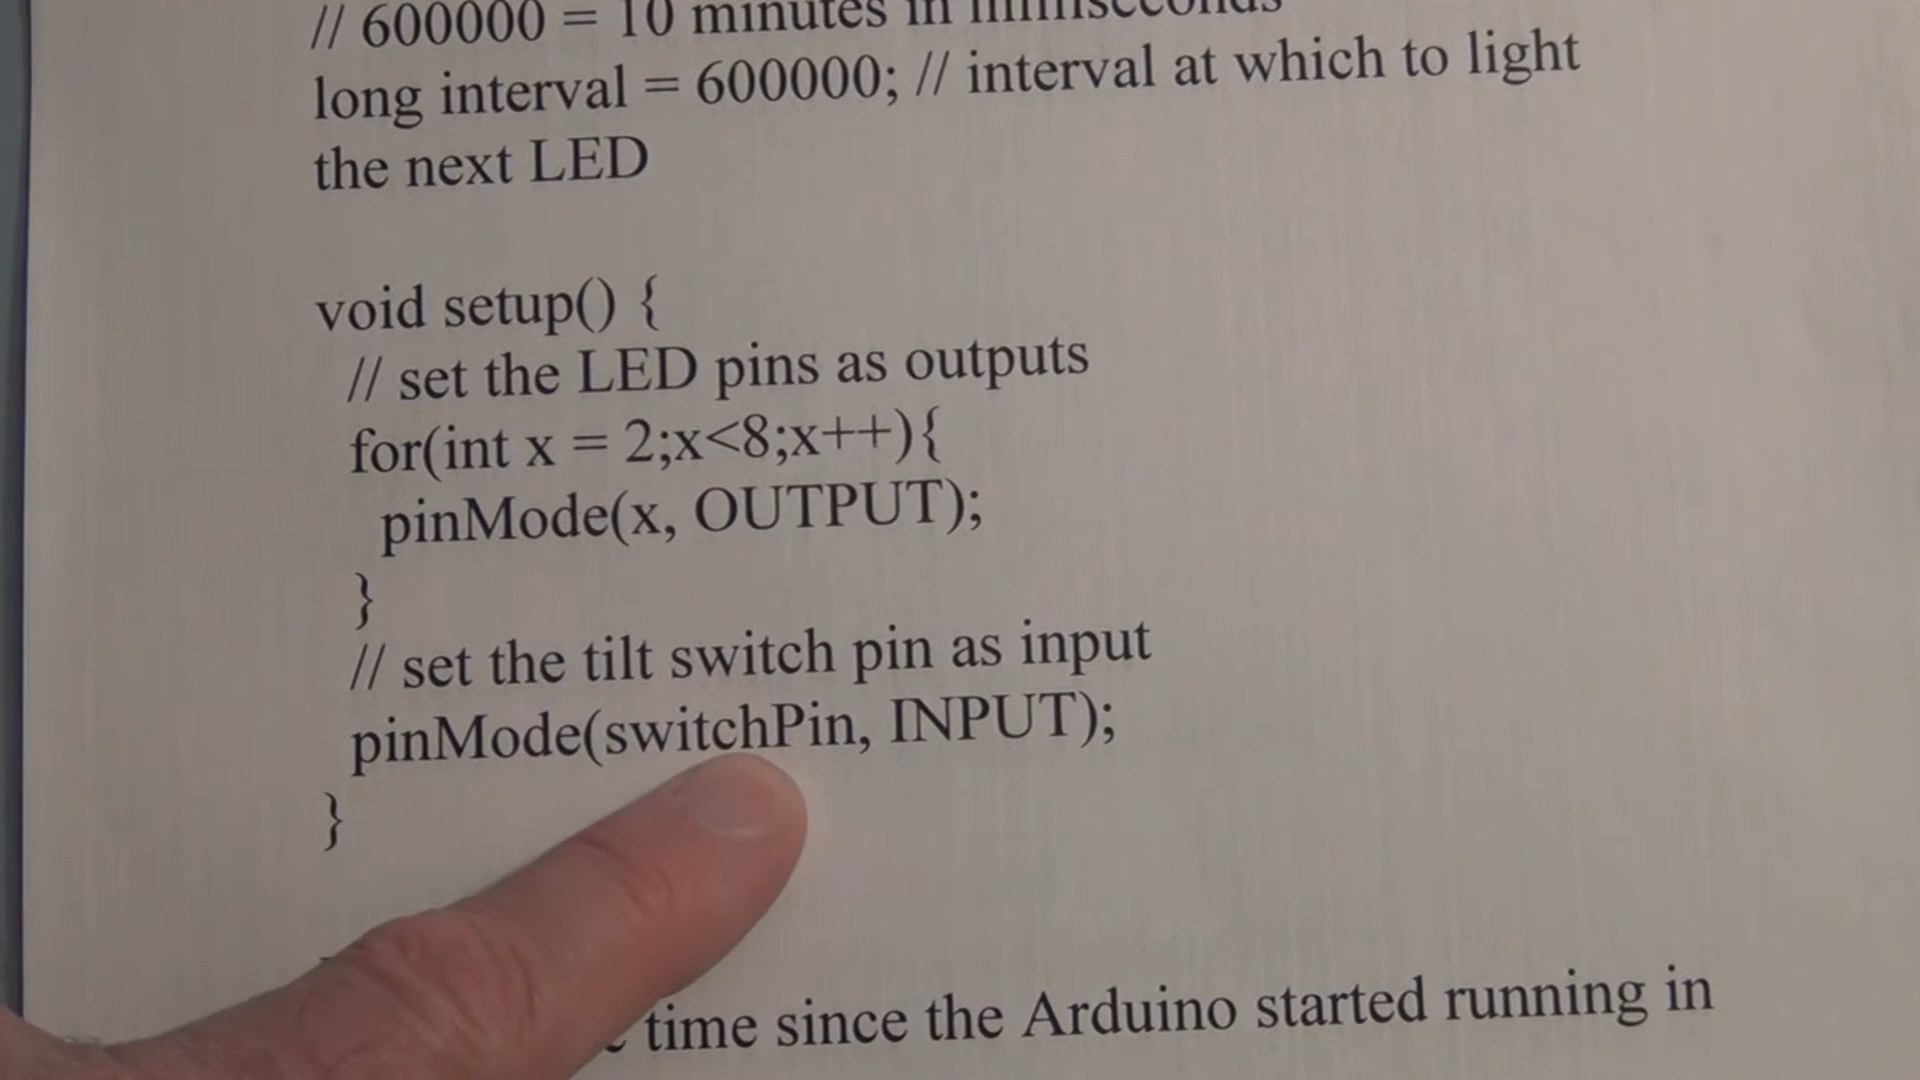 // 600000 = 10 minutes in milliseconds
long interval = 600000; // interval at which to light
the next LED
void setup() {
// set the LED pins as outputs
for(int x = 2;x<8;x++){
pinMode(x, OUTPUT);
}
// set the tilt switch pin as input
pinMode(switchPin, INPUT);
}
time since the Arduino started running in